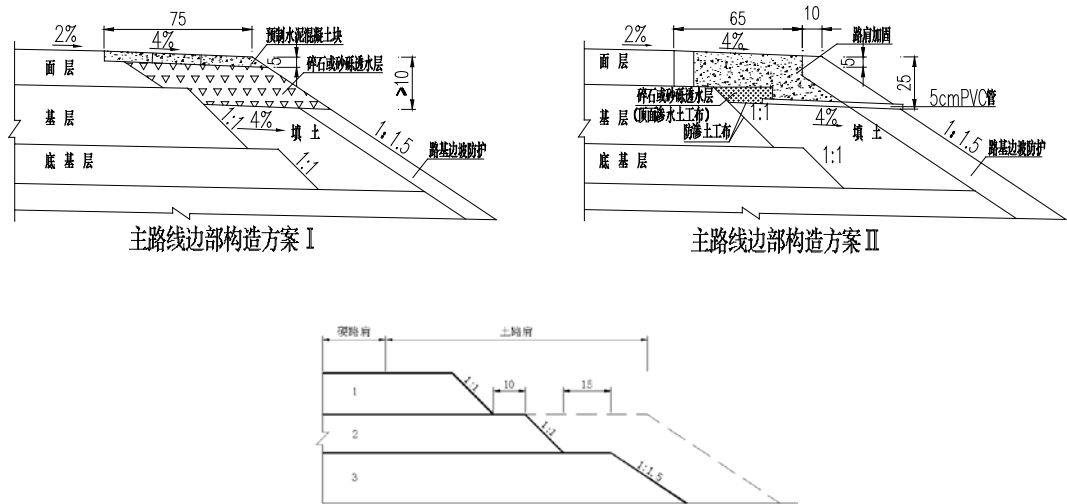 75
2%
4%
预制水泥混凝土块
5
碎石或砂砾透水层
>10
面层
基层
1:1
4%
填土
1:1.5
底基层
1:1
路基边坡防护
主路线边部构造方案 I
65
10
2%
4%
路肩加固
5
25
面层
碎石或砂砾透水层
(顶面渗水土工布)
防渗土工布
1:1
5cmPVC管
基层
4%
填土
1:1.5
底基层
1:1
路基边坡防护
主路线边部构造方案 II
硬路肩
土路肩
1
1:1
10
15
2
1:1
3
1:1.5